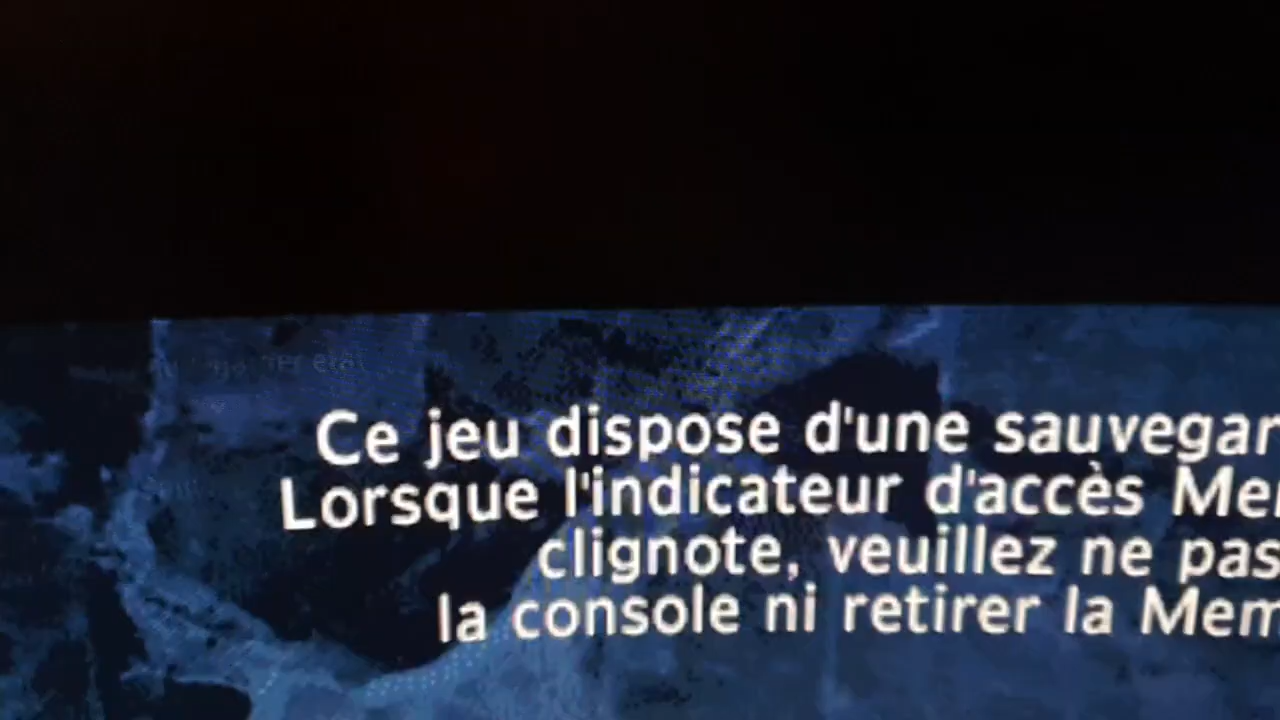 Ce jeu dispose d'une sauvegar
Lorsque l'indicateur d'accès Me
clignote, veuillez ne pas
la console ni retirer la Mem